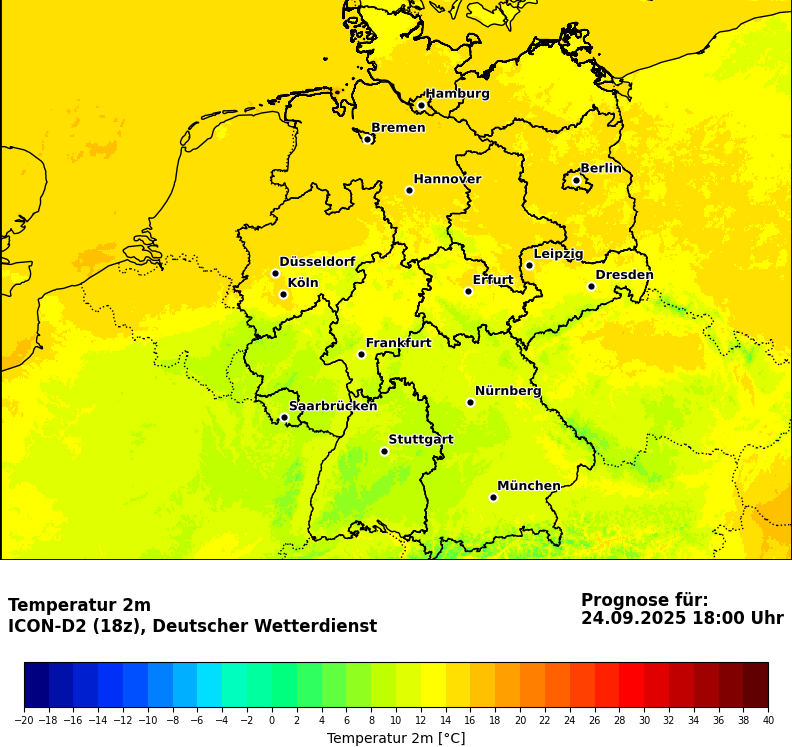 Hamburg
Bremen
Berlin
Hannover
Leipzig
Düsseldorf
Dresden
Köln
Erfurt
Frankfurt
Nürnberg
Saarbrücken
Stuttgart
München
Temperatur 2m
ICON-D2 (18z), Deutscher Wetterdienst
Prognose für:
24.09.2025 18:00 Uhr
−20 −18 −16 −14 −12 −10 −8 −6 −4 −2 0 2 4 6 8 10 12 14 16 18 20 22 24 26 28 30 32 34 36 38 40
Temperatur 2m [°C]